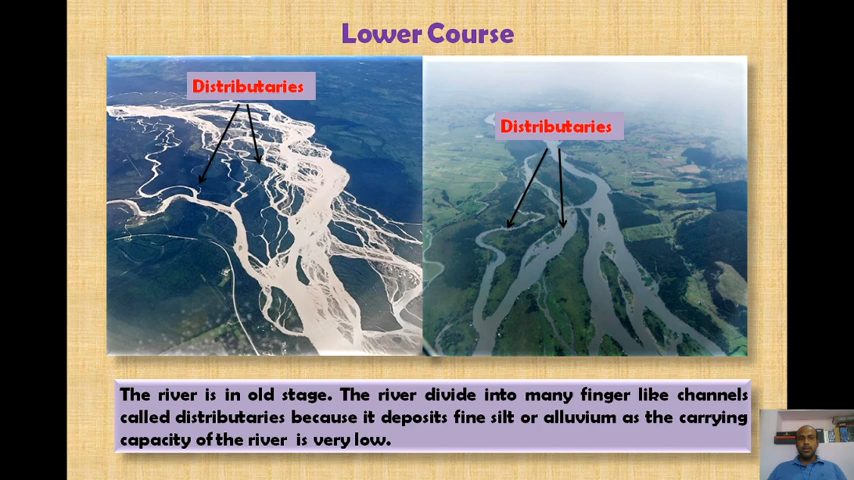 Lower Course
Distributaries
Distributaries
The river is in old stage. The river divide into many finger like channels
called distributaries because it deposits fine silt or alluvium as the carrying
capacity of the river is very low.